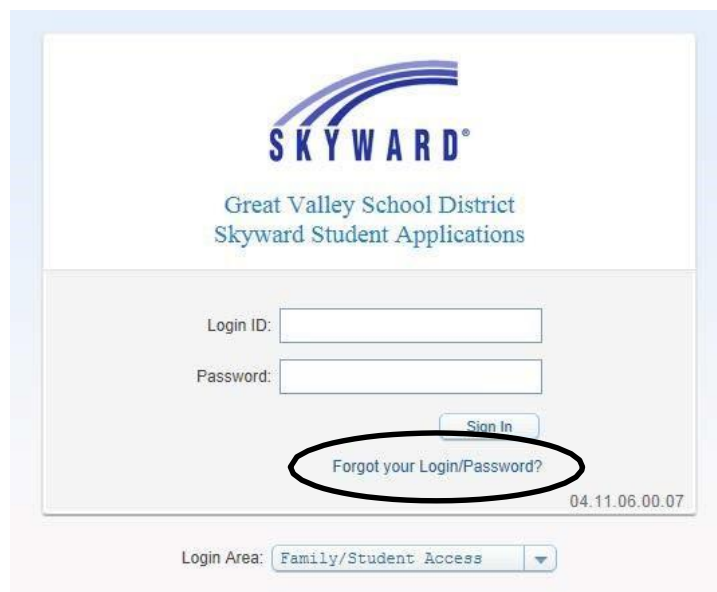 SKYWARD®
Great Valley School District
Skyward Student Applications
Login ID:
Password:
Sign In
Forgot your Login/Password?
04.11.06.00.07
Login Area: Family/Student Access